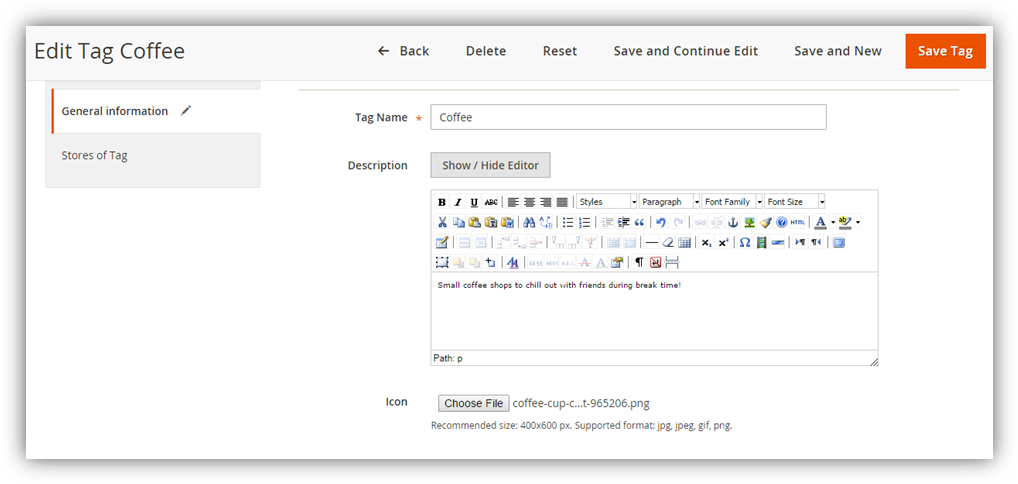 Edit Tag Coffee
← Back Delete Reset Save and Continue Edit Save and New Save Tag
General information
Stores of Tag
Tag Name *
Coffee
Description
Show / Hide Editor
B I U ABC Styles Paragraph Font Family Font Size
HTML A ab
x₂ x² Ω ¶ ¶
A A A ¶
Small coffee shops to chill out with friends during break time!
Path: p
Icon
Choose File coffee-cup-c...t-965206.png
Recommended size: 400x600 px. Supported format: jpg, jpeg, gif, png.